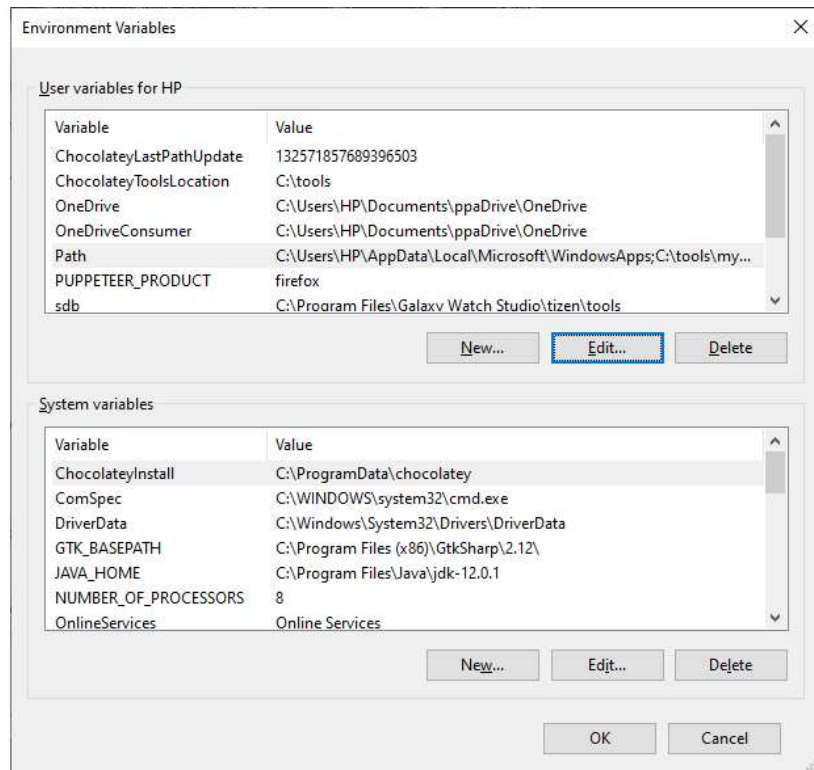 Environment Variables
User variables for HP
Variable Value
ChocolateyLastPathUpdate 132571857689396503
ChocolateyToolsLocation C:\tools
OneDrive C:\Users\HP\Documents\ppaDrive\OneDrive
OneDriveConsumer C:\Users\HP\Documents\ppaDrive\OneDrive
Path C:\Users\HP\AppData\Local\Microsoft\WindowsApps;C:\tools\my...
PUPPETEER_PRODUCT firefox
sdb C:\Program Files\Galaxy Watch Studio\tizen\tools
New... Edit... Delete
System variables
Variable Value
ChocolateyInstall C:\ProgramData\chocolatey
ComSpec C:\WINDOWS\system32\cmd.exe
DriverData C:\Windows\System32\Drivers\DriverData
GTK_BASEPATH C:\Program Files (x86)\GtkSharp\2.12\
JAVA_HOME C:\Program Files\Java\jdk-12.0.1
NUMBER_OF_PROCESSORS 8
OnlineServices Online Services
New... Edit... Delete
OK Cancel